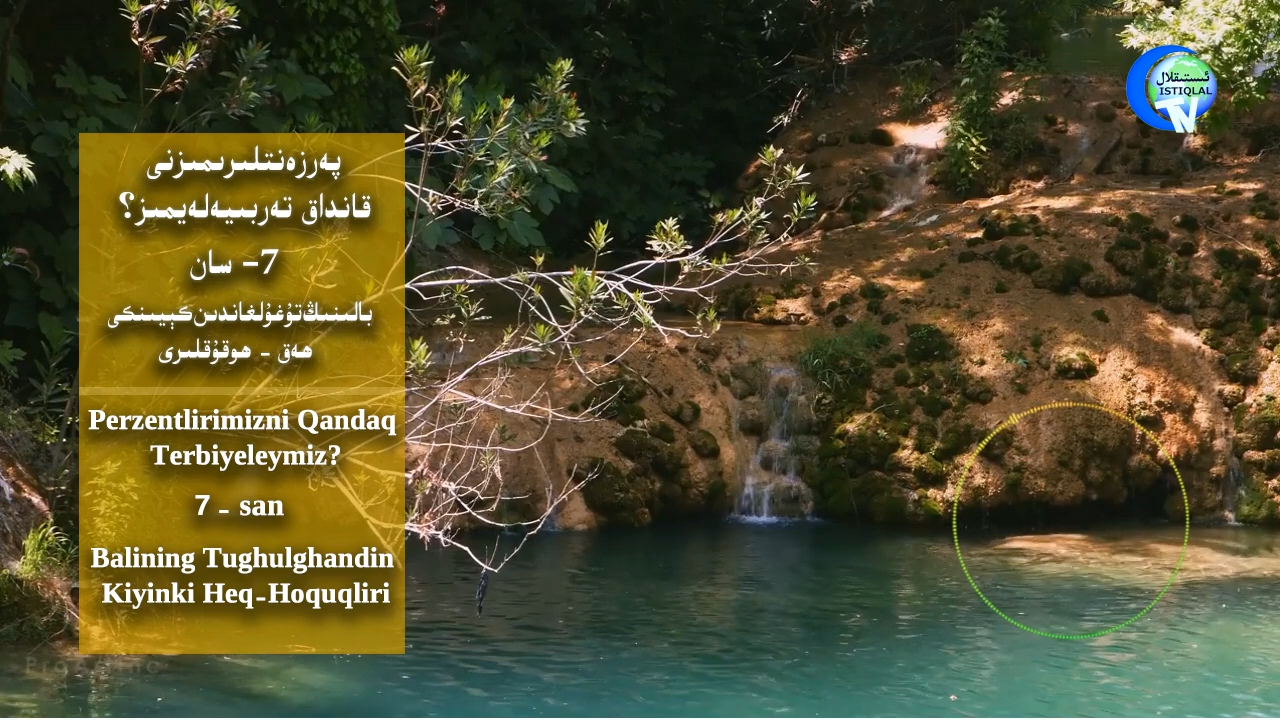 پەرزەنتلىرىمىزنى
قانداق تەربىيەلەيمىز؟
7- سان
بالىنىڭ تۇغۇلغاندىن كېيىنكى
ھەق - ھوقۇقلىرى
Perzentlirimizni Qandaq
Terbiyeleymiz?
7 - san
Balining Tughulghandin
Kiyinki Heq-Hoquqliri
ئىستىقلال
ISTIQLAL
TV